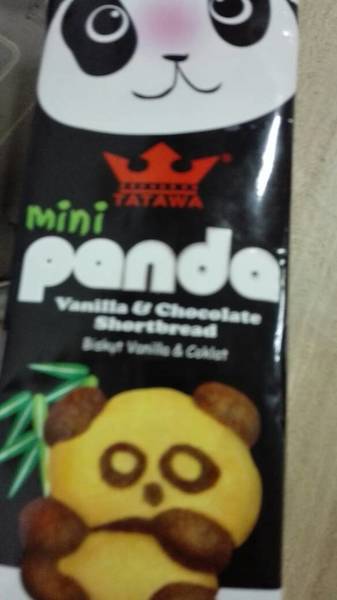 TATAWA
mini
panda
Vanilla & Chocolate
Shortbread
Biskut Vanilla & Coklat